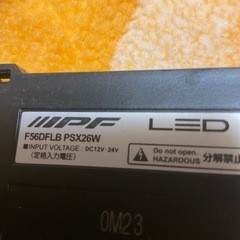 IPF LED
F56DFLB PSX26W
■INPUT VOLTAGE : DC12V･24V
(定格入力電圧)
Do not open.
HAZARDOUS 分解禁止
0M23